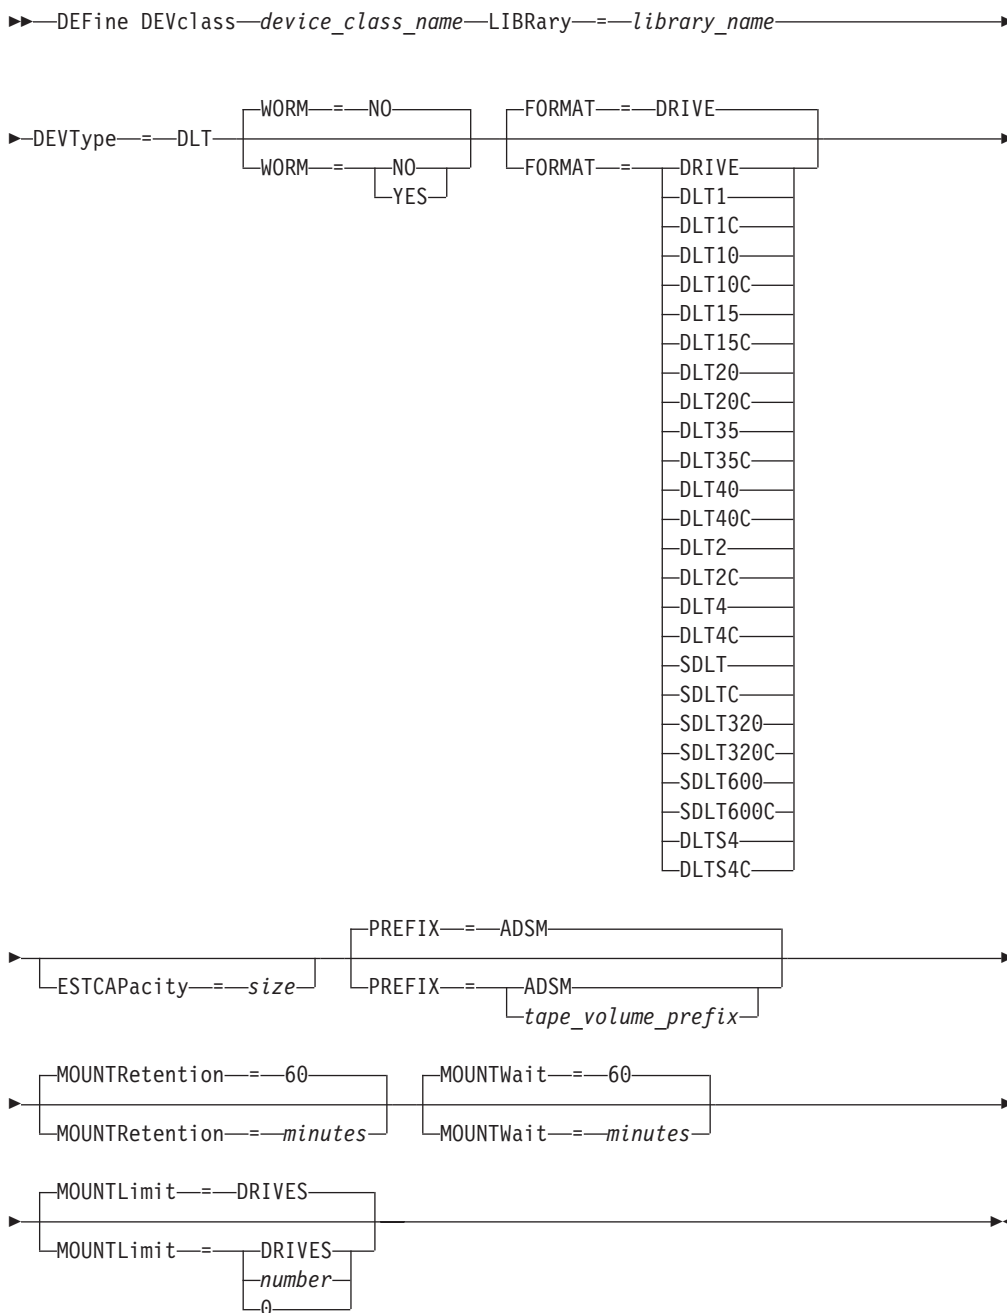 DEFine DEVclass device_class_name LIBRary = library_name
WORM = NO FORMAT = DRIVE
DEVType = DLT
WORM = NO FORMAT = DRIVE
YES DLT1
DLT1C
DLT10
DLT10C
DLT15
DLT15C
DLT20
DLT20C
DLT35
DLT35C
DLT40
DLT40C
DLT2
DLT2C
DLT4
DLT4C
SDLT
SDLTC
SDLT320
SDLT320C
SDLT600
SDLT600C
DLTS4
DLTS4C
PREFIX = ADSM
ESTCAPacity = size PREFIX = ADSM
tape_volume_prefix
MOUNTRetention = 60 MOUNTWait = 60
MOUNTRetention = minutes MOUNTWait = minutes
MOUNTLimit = DRIVES
MOUNTLimit = DRIVES
number
0